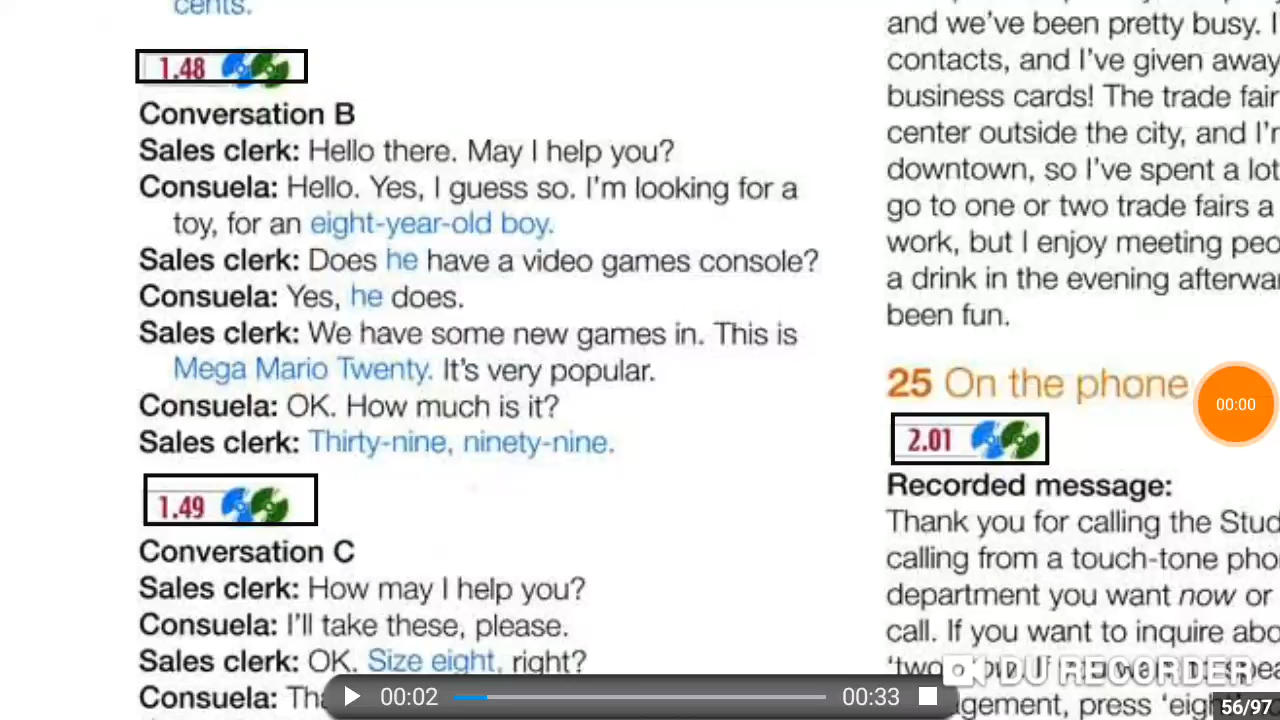 cents.
1.48
Conversation B
Sales clerk: Hello there. May I help you?
Consuela: Hello. Yes, I guess so. I'm looking for a
toy, for an eight-year-old boy.
Sales clerk: Does he have a video games console?
Consuela: Yes, he does.
Sales clerk: We have some new games in. This is
Mega Mario Twenty. It's very popular.
Consuela: OK. How much is it?
Sales clerk: Thirty-nine, ninety-nine.
1.49
Conversation C
Sales clerk: How may I help you?
Consuela: I'll take these, please.
Sales clerk: OK. Size eight, right?
Consuela:
and we've been pretty busy. I
contacts, and I've given away
business cards! The trade fair
center outside the city, and I'm
downtown, so I've spent a lot
go to one or two trade fairs a
work, but I enjoy meeting
a drink in the evening
been fun.
25 On the phone
00:00
2.01
Recorded message:
Thank you for calling the
calling from a touch-tone
department you want now or
call. If you want to inquire
'two'
DU RECORDER
press
00:02
00:33
56/97